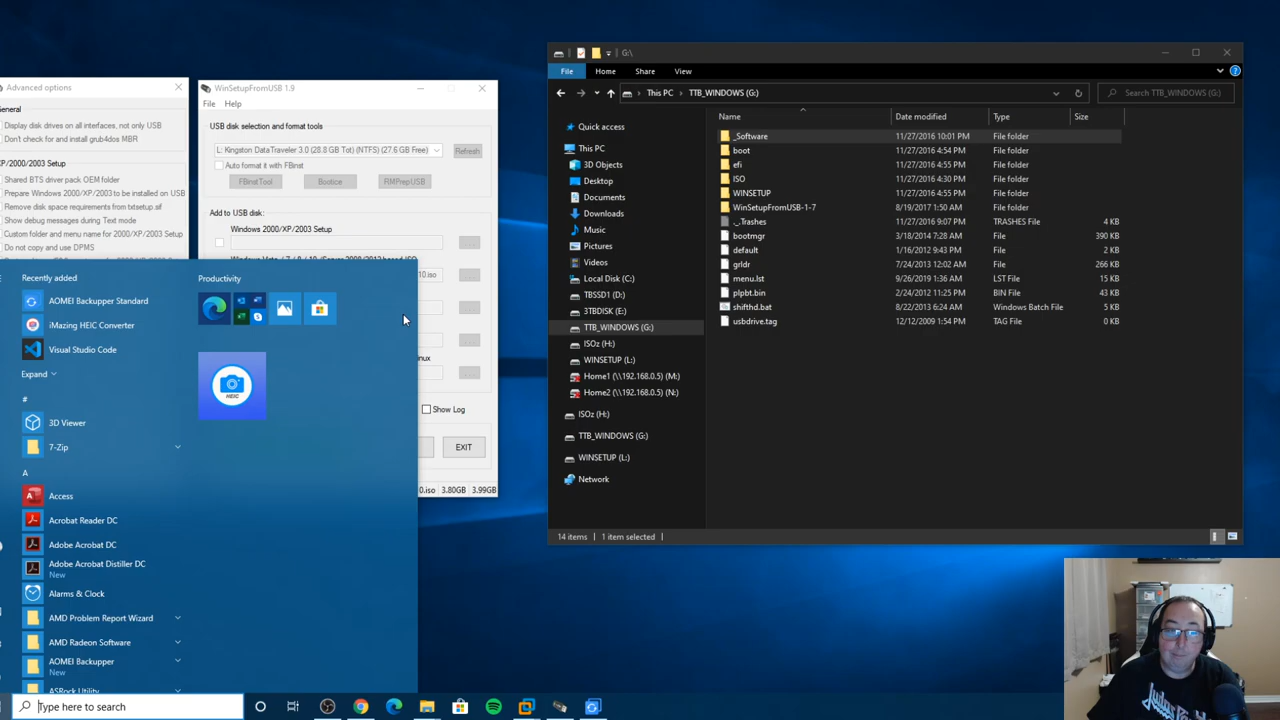 Advanced options
General
Display disk drives on all interfaces, not only USB
Don't check for and install grub4dos MBR
XP/2000/2003 Setup
Shared BTS driver pack OEM folder
Prepare Windows 2000/XP/2003 to be installed on USB
Remove disk space requirements from txtsetup.sif
Show debug messages during Text mode
Custom folder and menu name for 2000/XP/2003 Setup
Do not copy and use DPMS
WinSetupFromUSB 1.9
File Help
USB disk selection and format tools
L: Kingston DataTraveler 3.0 (28.8 GB Tot) (NTFS) (27.6 GB Free)
Refresh
Auto format it with FBinst
FBinstTool Bootice RMPrepUSB
Add to USB disk:
Windows 2000/XP/2003 Setup
...
10.iso
...
...
...
nux
...
Show Log
EXIT
0.iso 3.80GB 3.99GB
Recently added
AOMEI Backupper Standard
iMazing HEIC Converter
Visual Studio Code
Expand
#
3D Viewer
7-Zip
A
Access
Acrobat Reader DC
Adobe Acrobat DC
Adobe Acrobat Distiller DC
New
Alarms & Clock
AMD Problem Report Wizard
AMD Radeon Software
AOMEI Backupper
New
ASRock Utility
Productivity
HEIC
Type here to search
G:\
File Home Share View
This PC TTB_WINDOWS (G:)
Search TTB_WINDOWS (G:)
Quick access
This PC
3D Objects
Desktop
Documents
Downloads
Music
Pictures
Videos
Local Disk (C:)
TBSSD1 (D:)
3TBDISK (E:)
TTB_WINDOWS (G:)
ISOz (H:)
WINSETUP (L:)
Home1 (\\192.168.0.5) (M:)
Home2 (\\192.168.0.5) (N:)
ISOz (H:)
TTB_WINDOWS (G:)
WINSETUP (L:)
Network
Name Date modified Type Size
_Software 11/27/2016 10:01 PM File folder
boot 11/27/2016 4:54 PM File folder
efi 11/27/2016 4:55 PM File folder
ISO 11/27/2016 4:30 PM File folder
WINSETUP 11/27/2016 4:55 PM File folder
WinSetupFromUSB-1-7 8/19/2017 1:50 AM File folder
._.Trashes 11/27/2016 9:07 PM TRASHES File 4 KB
bootmgr 3/18/2014 7:28 AM File 390 KB
default 1/16/2012 9:43 PM File 2 KB
grldr 7/24/2013 12:02 AM File 266 KB
menu.lst 9/26/2019 1:36 AM LST File 15 KB
plpbt.bin 2/24/2012 12:25 PM BIN File 43 KB
shifthd.bat 8/22/2013 6:24 AM Windows Batch File 5 KB
usbdrive.tag 12/12/2009 1:54 PM TAG File 0 KB
14 items 1 item selected